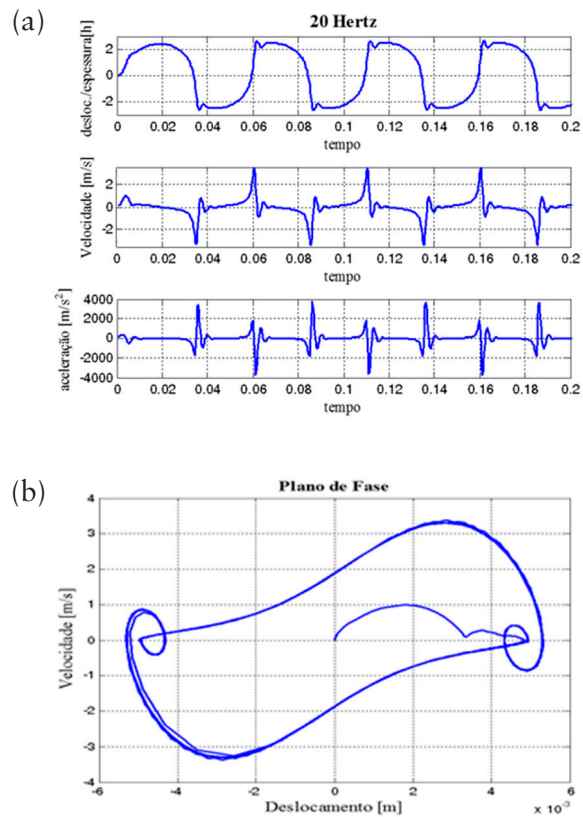 (a)
20 Hertz
desloc./espessura[h]
2
0
-2
0 0.02 0.04 0.06 0.08 0.1 0.12 0.14 0.16 0.18 0.2
tempo
Velocidade [m/s]
2
0
-2
0 0.02 0.04 0.06 0.08 0.1 0.12 0.14 0.16 0.18 0.2
tempo
aceleração [m/s²]
4000
2000
0
-2000
-4000
0 0.02 0.04 0.06 0.08 0.1 0.12 0.14 0.16 0.18 0.2
tempo
(b)
Plano de Fase
Velocidade [m/s]
4
3
2
1
0
-1
-2
-3
-4
-6 -4 -2 0 2 4 6
Deslocamento [m]
x 10⁻³